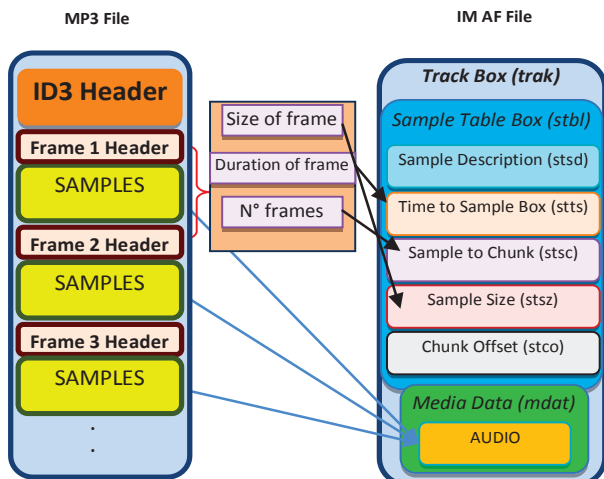 MP3 File
ID3 Header
Frame 1 Header
SAMPLES
Frame 2 Header
SAMPLES
Frame 3 Header
SAMPLES
.
.
Size of frame
Duration of frame
N° frames
IM AF File
Track Box (trak)
Sample Table Box (stbl)
Sample Description (stsd)
Time to Sample Box (stts)
Sample to Chunk (stsc)
Sample Size (stsz)
Chunk Offset (stco)
Media Data (mdat)
AUDIO